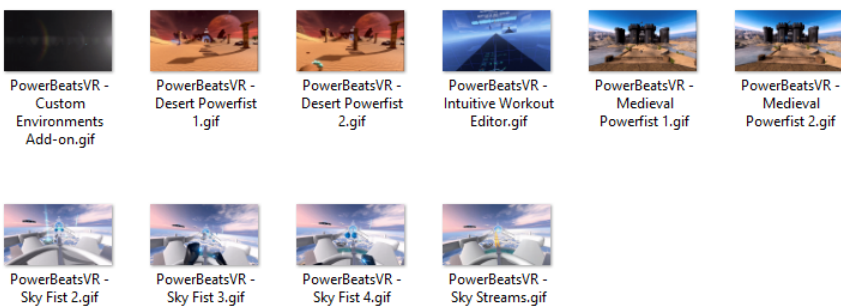 PowerBeatsVR -
Custom
Environments
Add-on.gif
PowerBeatsVR -
Desert Powerfist
1.gif
PowerBeatsVR -
Desert Powerfist
2.gif
PowerBeatsVR -
Intuitive Workout
Editor.gif
PowerBeatsVR -
Medieval
Powerfist 1.gif
PowerBeatsVR -
Medieval
Powerfist 2.gif
PowerBeatsVR -
Sky Fist 2.gif
PowerBeatsVR -
Sky Fist 3.gif
PowerBeatsVR -
Sky Fist 4.gif
PowerBeatsVR -
Sky Streams.gif